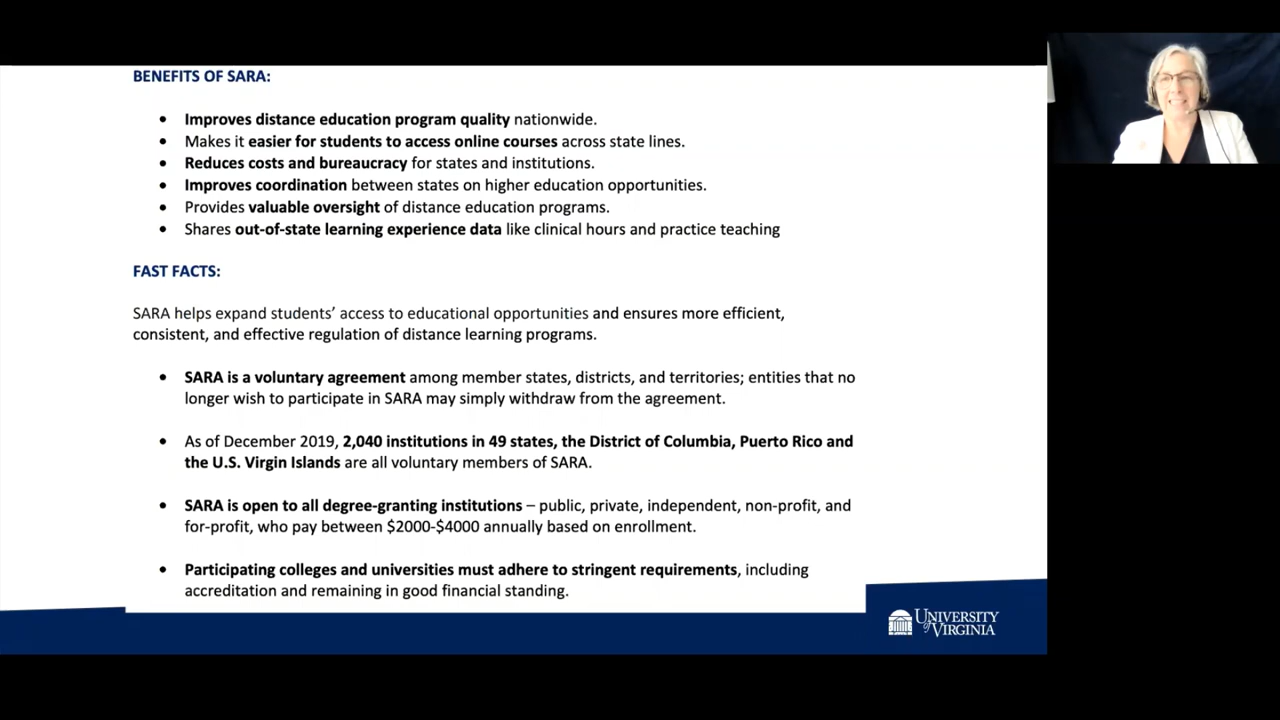 BENEFITS OF SARA:
• Improves distance education program quality nationwide.
• Makes it easier for students to access online courses across state lines.
• Reduces costs and bureaucracy for states and institutions.
• Improves coordination between states on higher education opportunities.
• Provides valuable oversight of distance education programs.
• Shares out-of-state learning experience data like clinical hours and practice teaching
FAST FACTS:
SARA helps expand students’ access to educational opportunities and ensures more efficient,
consistent, and effective regulation of distance learning programs.
• SARA is a voluntary agreement among member states, districts, and territories; entities that no
longer wish to participate in SARA may simply withdraw from the agreement.
• As of December 2019, 2,040 institutions in 49 states, the District of Columbia, Puerto Rico and
the U.S. Virgin Islands are all voluntary members of SARA.
• SARA is open to all degree-granting institutions – public, private, independent, non-profit, and
for-profit, who pay between $2000-$4000 annually based on enrollment.
• Participating colleges and universities must adhere to stringent requirements, including
accreditation and remaining in good financial standing.
UNIVERSITY
of VIRGINIA